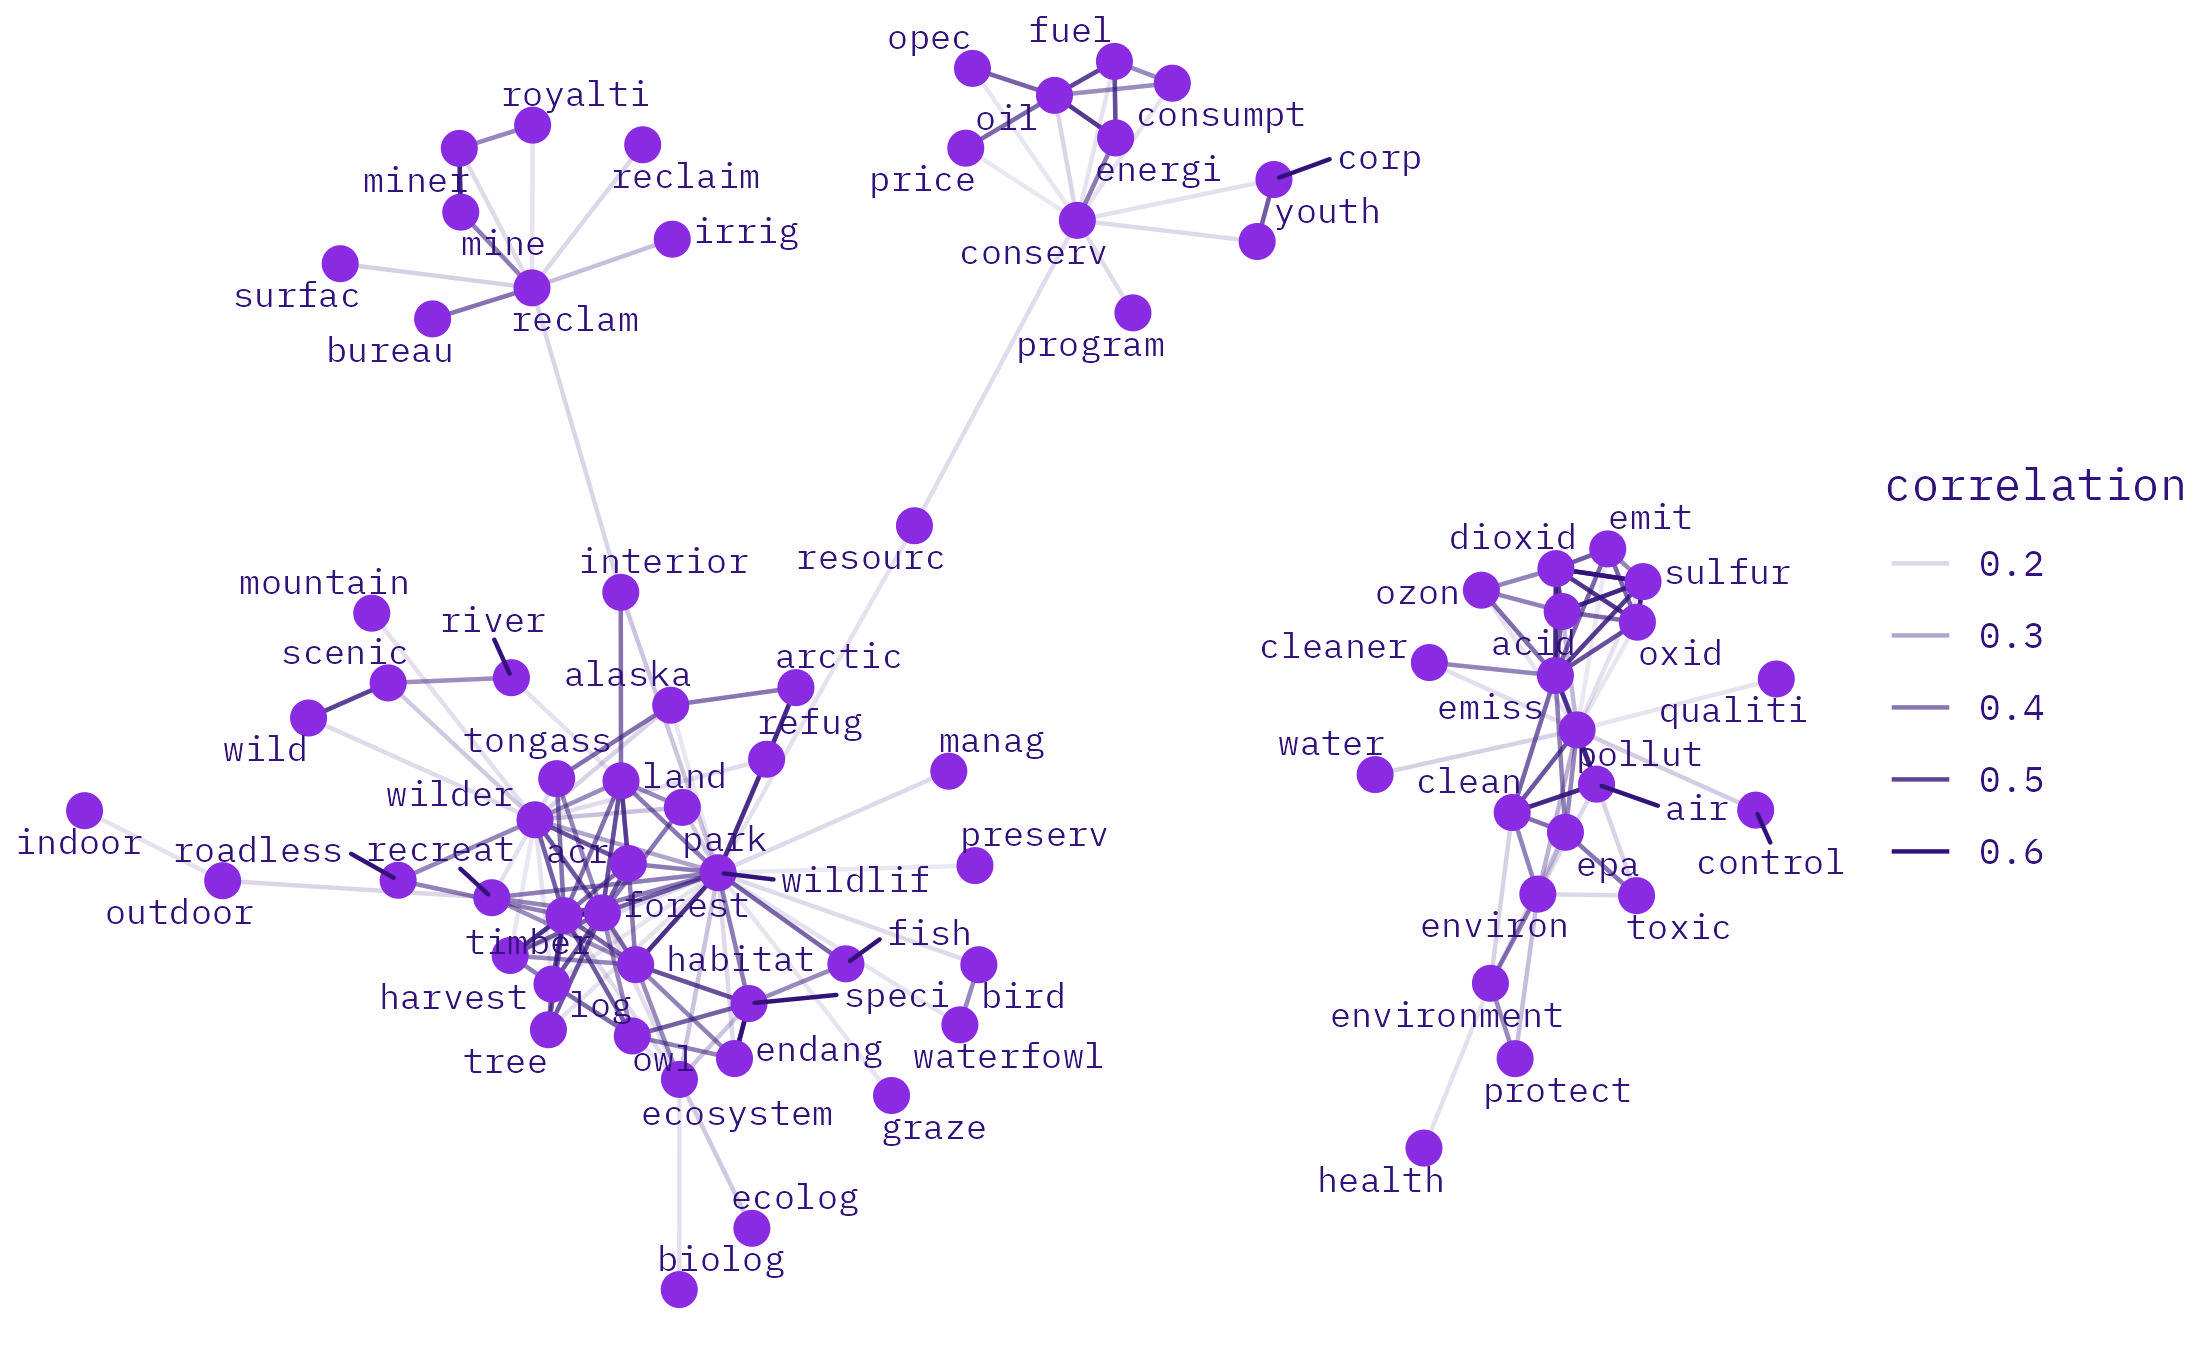 opec
fuel
royalti
oil
consumpt
miner
reclaim
price
energi
corp
mine
irrig
youth
surfac
reclam
conserv
bureau
program
correlation
0.2
0.3
0.4
0.5
0.6
interior
resourc
mountain
river
scenic
alaska
arctic
wild
tongass
refug
manag
wilder
land
indoor
roadless
recreat
acr
park
preserv
outdoor
wildlif
forest
timber
fish
habitat
harvest
log
speci
bird
tree
owl
endang
waterfowl
ecosystem
graze
ecolog
biolog
dioxid
emit
ozon
sulfur
cleaner
acid
oxid
emiss
qualiti
water
pollut
clean
air
epa
control
environ
toxic
environment
protect
health